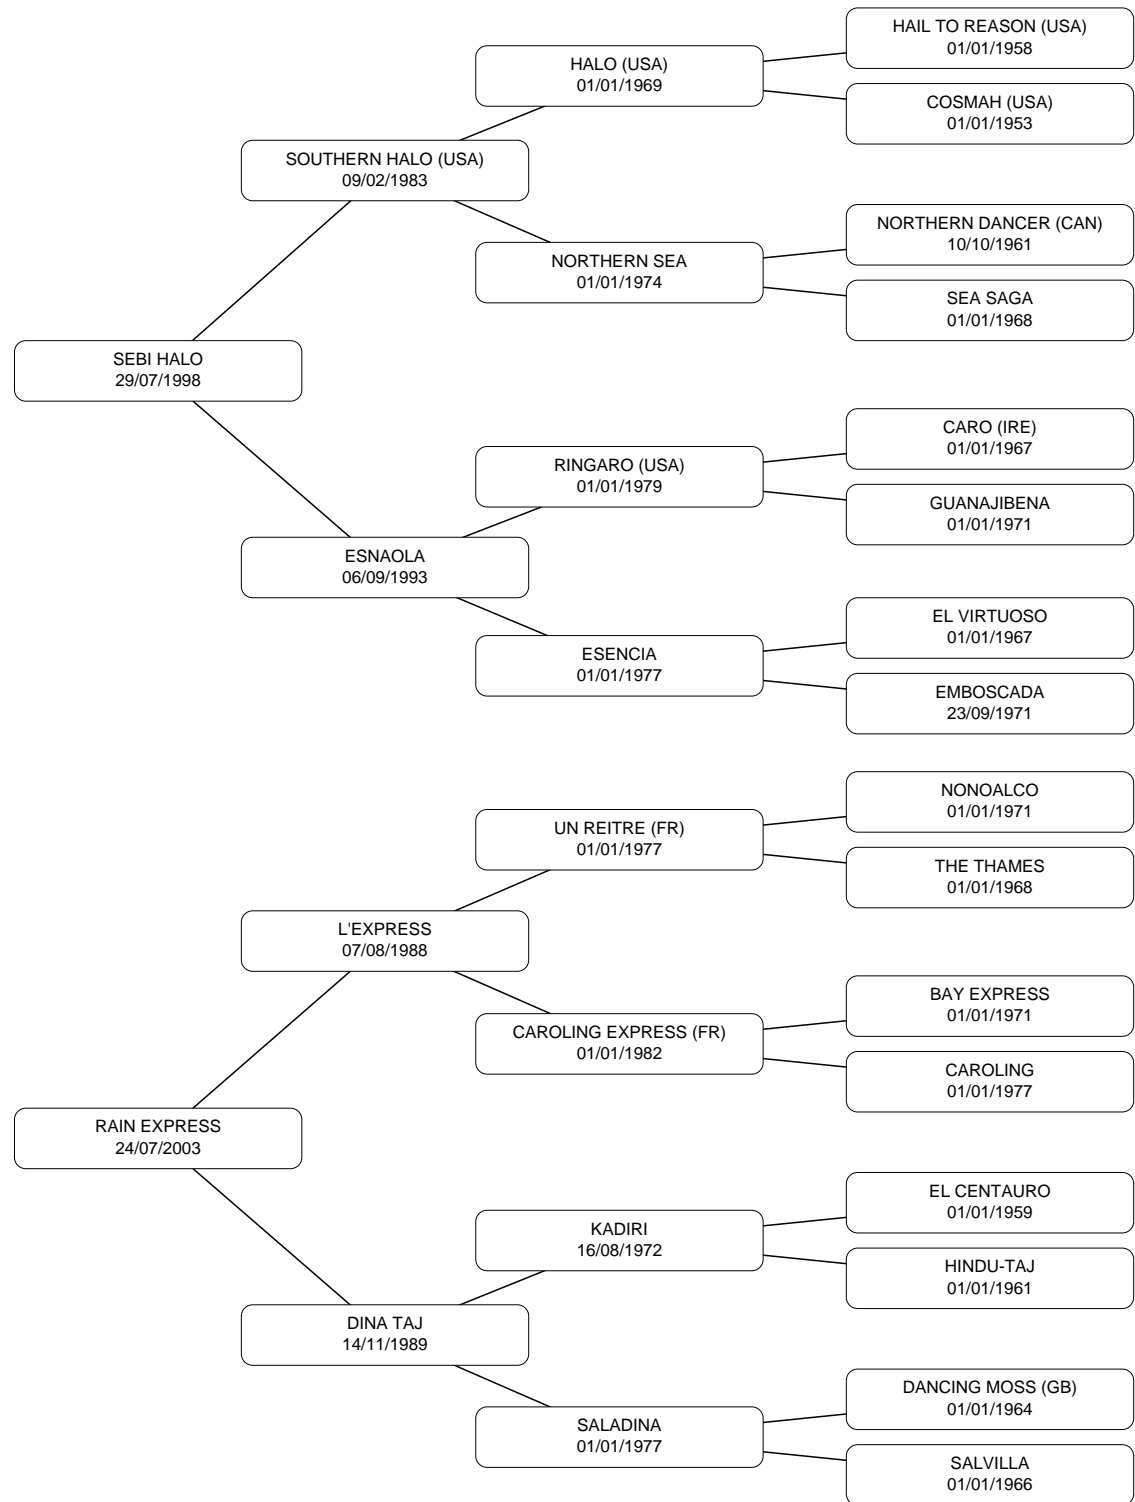 HAIL TO REASON (USA)
01/01/1958
HALO (USA)
01/01/1969
COSMAH (USA)
01/01/1953
SOUTHERN HALO (USA)
09/02/1983
NORTHERN DANCER (CAN)
10/10/1961
NORTHERN SEA
01/01/1974
SEA SAGA
01/01/1968
SEBI HALO
29/07/1998
CARO (IRE)
01/01/1967
RINGARO (USA)
01/01/1979
GUANAJIBENA
01/01/1971
ESNAOLA
06/09/1993
EL VIRTUOSO
01/01/1967
ESENCIA
01/01/1977
EMBOSCADA
23/09/1971
NONOALCO
01/01/1971
UN REITRE (FR)
01/01/1977
THE THAMES
01/01/1968
L'EXPRESS
07/08/1988
BAY EXPRESS
01/01/1971
CAROLING EXPRESS (FR)
01/01/1982
CAROLING
01/01/1977
RAIN EXPRESS
24/07/2003
EL CENTAURO
01/01/1959
KADIRI
16/08/1972
HINDU-TAJ
01/01/1961
DINA TAJ
14/11/1989
DANCING MOSS (GB)
01/01/1964
SALADINA
01/01/1977
SALVILLA
01/01/1966